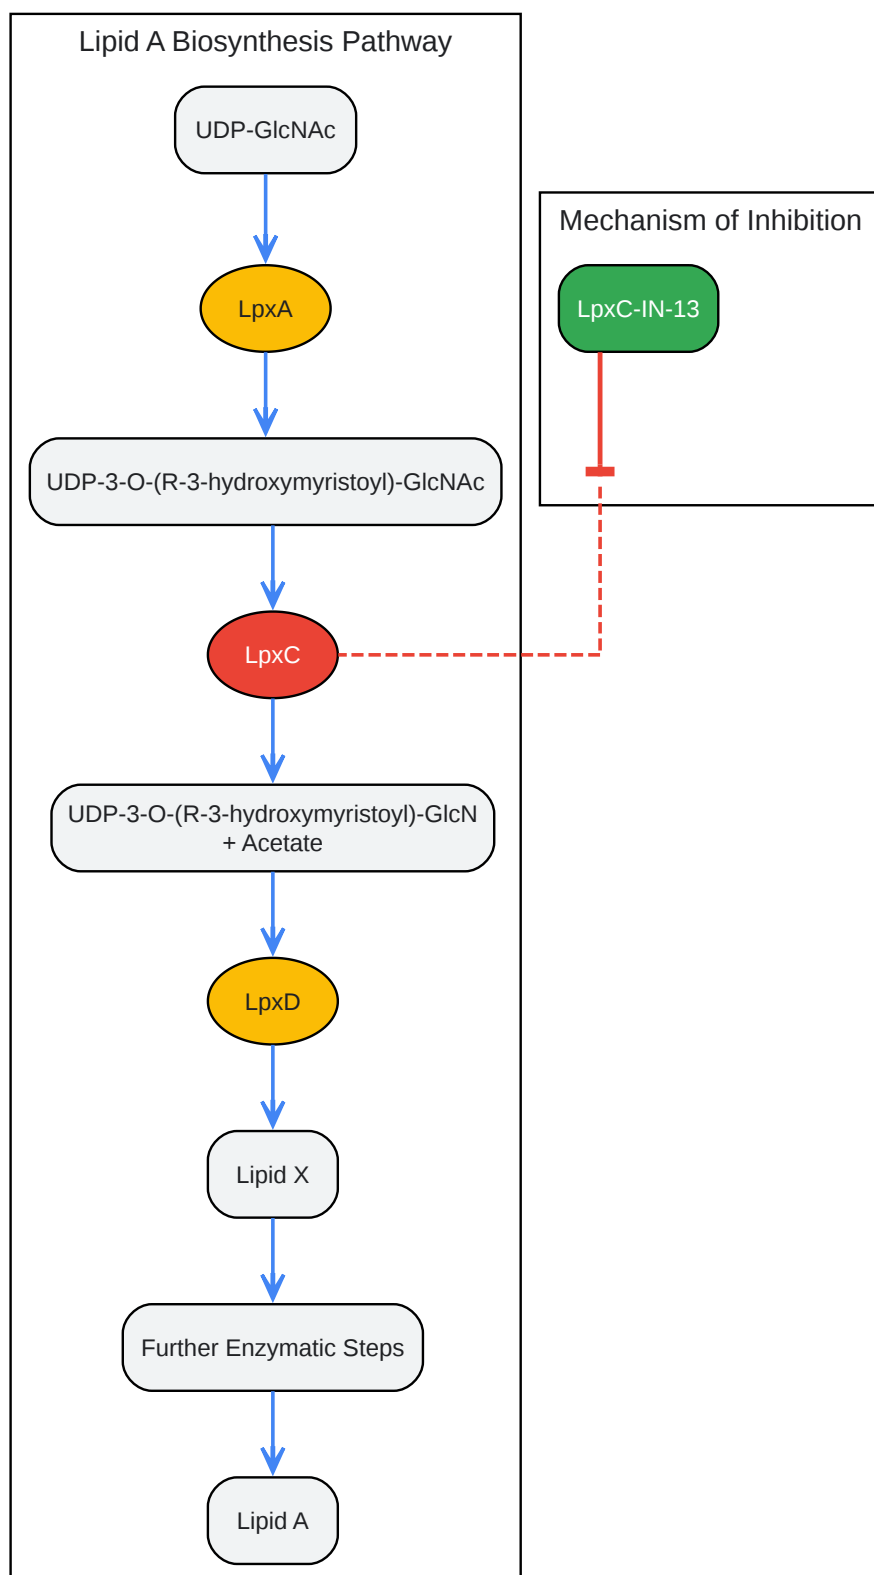 Lipid A Biosynthesis Pathway
UDP-GlcNAc
LpxA
UDP-3-O-(R-3-hydroxymyristoyl)-GlcNAc
LpxC
UDP-3-O-(R-3-hydroxymyristoyl)-GlcN
+ Acetate
LpxD
Lipid X
Further Enzymatic Steps
Lipid A
Mechanism of Inhibition
LpxC-IN-13